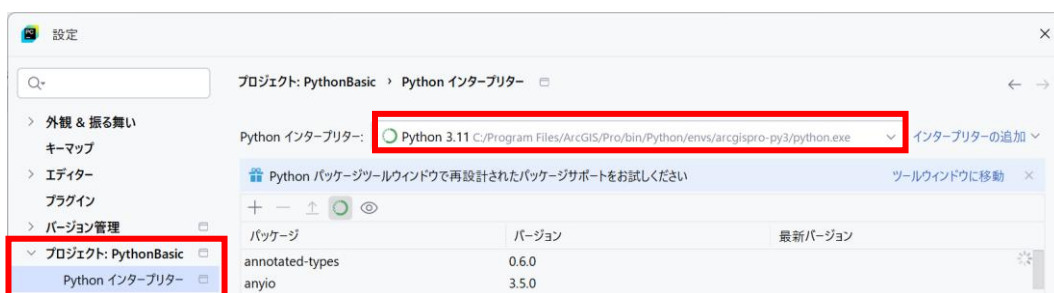 設定
プロジェクト: PythonBasic › Python インタープリター
外観 & 振る舞い
キーマップ
エディター
プラグイン
バージョン管理
プロジェクト: PythonBasic
Python インタープリター
Python インタープリター: Python 3.11 C:/Program Files/ArcGIS/Pro/bin/Python/envs/arcgispro-py3/python.exe インタープリターの追加
Python パッケージツールウィンドウで再設計されたパッケージサポートをお試しください ツールウィンドウに移動
パッケージ バージョン 最新バージョン
annotated-types 0.6.0
anyio 3.5.0